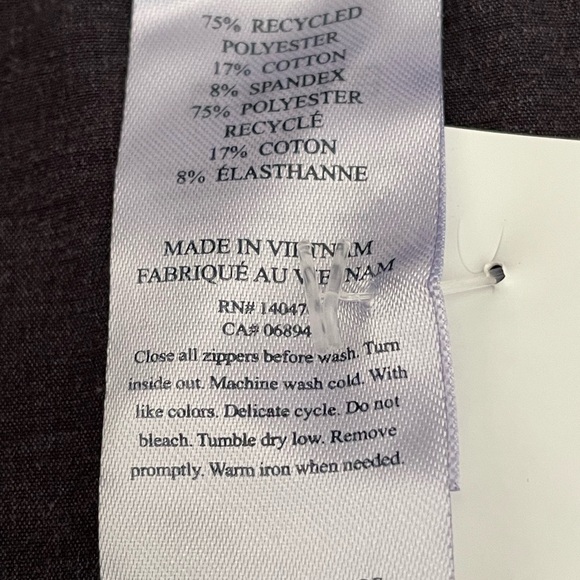 75% RECYCLED
POLYESTER
17% COTTON
8% SPANDEX
75% POLYESTER
RECYCLÉ
17% COTON
8% ÉLASTHANNE
MADE IN VIETNAM
FABRIQUÉ AU VIETNAM
RN#
CA#
Close all zippers before wash. Turn
inside out. Machine wash cold. With
like colors. Delicate cycle. Do not
bleach. Tumble dry low. Remove
promptly. Warm iron when needed.